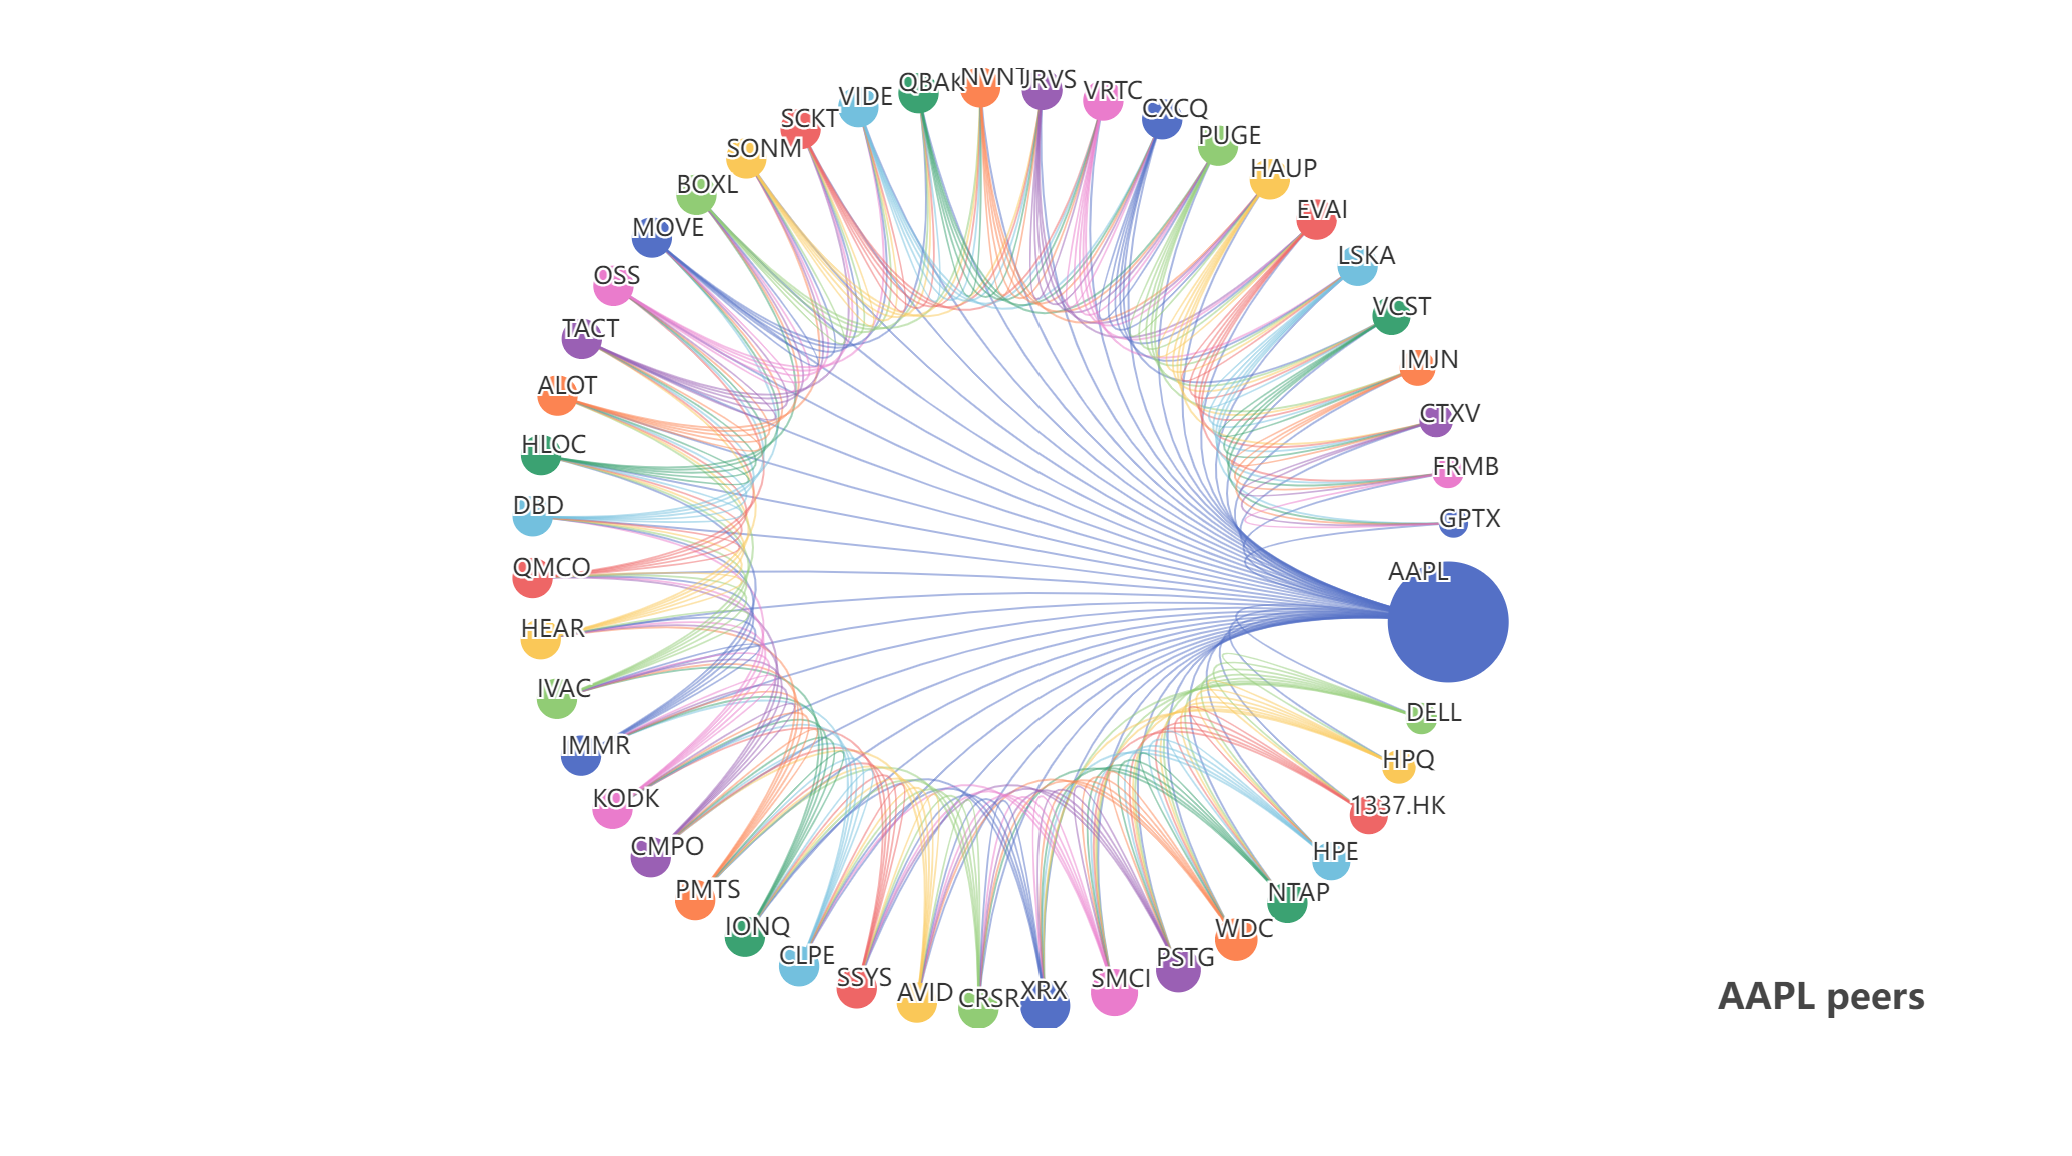 NVNT
JRVS
QBAK
VRTC
VIDE
CXCQ
SCKT
PUGE
SONM
HAUP
BOXL
EVAI
MOVE
LSKA
OSS
VCST
TACT
IMJN
ALOT
CTXV
HLOC
FRMB
DBD
GPTX
QMCO
AAPL
HEAR
IVAC
DELL
IMMR
HPQ
KODK
1337.HK
CMPO
HPE
PMTS
NTAP
IONQ
WDC
CLPE
PSTG
SSYS
SMCI
AVID
CRSR
XRX
AAPL peers